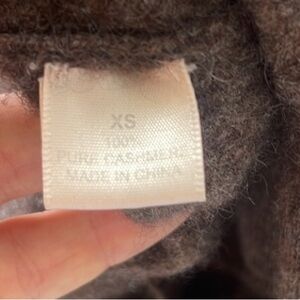 XS
100%
PURE CASHMERE
MADE IN CHINA